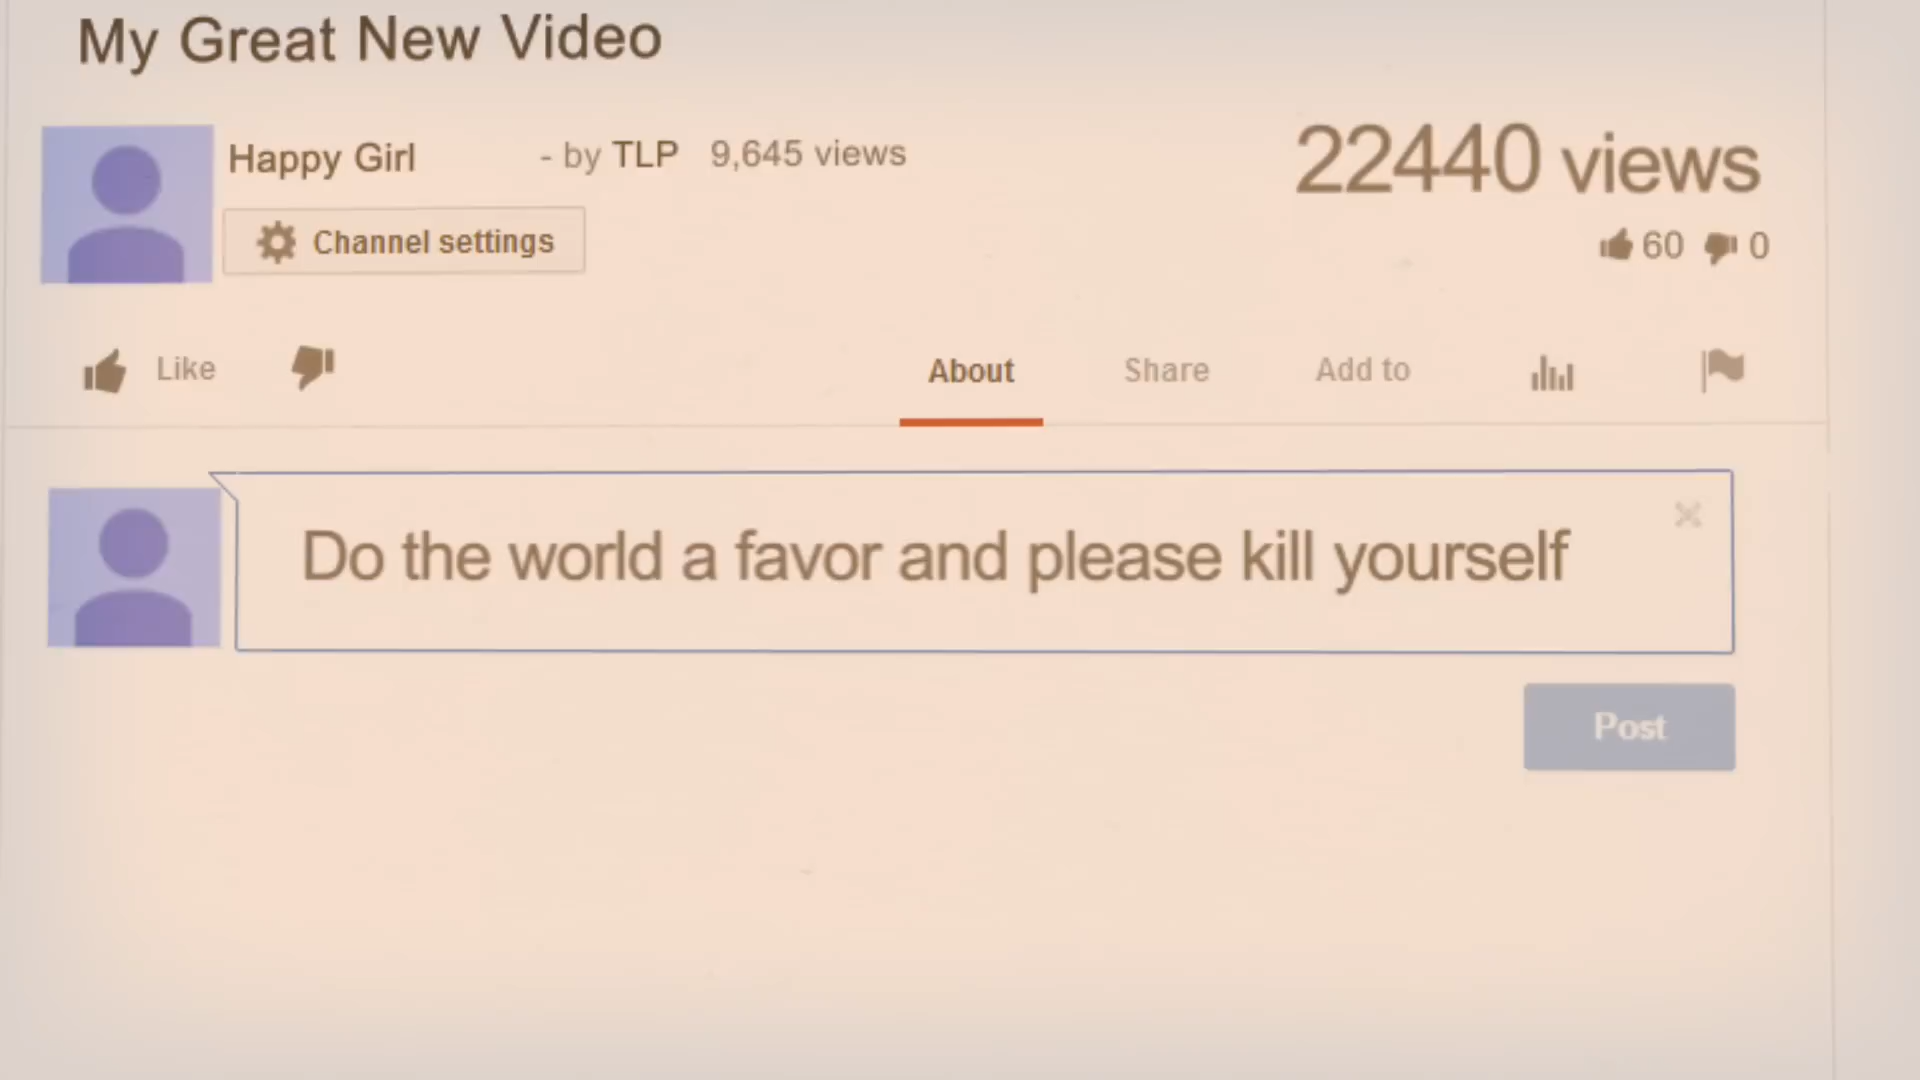 My Great New Video
Happy Girl - by TLP 9,645 views
22440 views
Channel settings
60 0
Like
About Share Add to
Do the world a favor and please kill yourself
Post